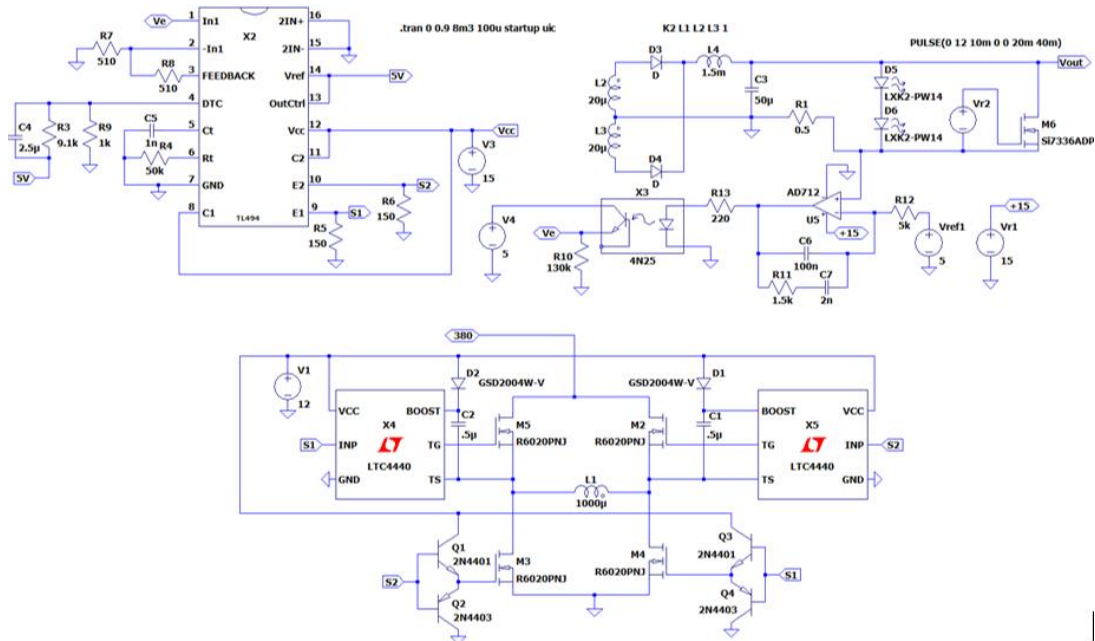 .tran 0 0.9 8m3 100u startup uic
K2 L1 L2 L3 1
PULSE(0 12 10m 0 0 20m 40m)
Ve
1 In1 2IN+ 16
X2
2 -In1 2IN- 15
3 FEEDBACK Vref 14
5V
4 DTC OutCtrl 13
5 Ct Vcc 12
Vcc
6 Rt C2 11
7 GND E2 10
S2
8 C1 E1 9
S1
TL494
R7
510
R8
510
C4
2.5µ
R3
9.1k
R9
1k
5V
C5
1n
R4
50k
V3
15
R6
150
R5
150
D3
D
L4
1.5m
L2
20µ
L3
20µ
D4
D
C3
50µ
R1
0.5
D5
LXK2-PW14
D6
LXK2-PW14
Vr2
Vout
M6
Si7336ADP
X3
4N25
V4
5
Ve
R10
130k
R13
220
AD712
U5
+15
C6
100n
R11
1.5k
C7
2n
R12
5k
Vref1
5
+15
Vr1
15
380
V1
12
D2
GSD2004W-V
D1
GSD2004W-V
VCC
BOOST
X4
S1
INP
TG
LTC4440
GND
TS
C2
.5µ
M5
R6020PNJ
M2
R6020PNJ
C1
.5µ
BOOST
VCC
X5
TG
INP
S2
LTC4440
TS
GND
L1
1000µ
Q1
2N4401
S2
Q2
2N4403
M3
R6020PNJ
M4
R6020PNJ
Q3
2N4401
S1
Q4
2N4403